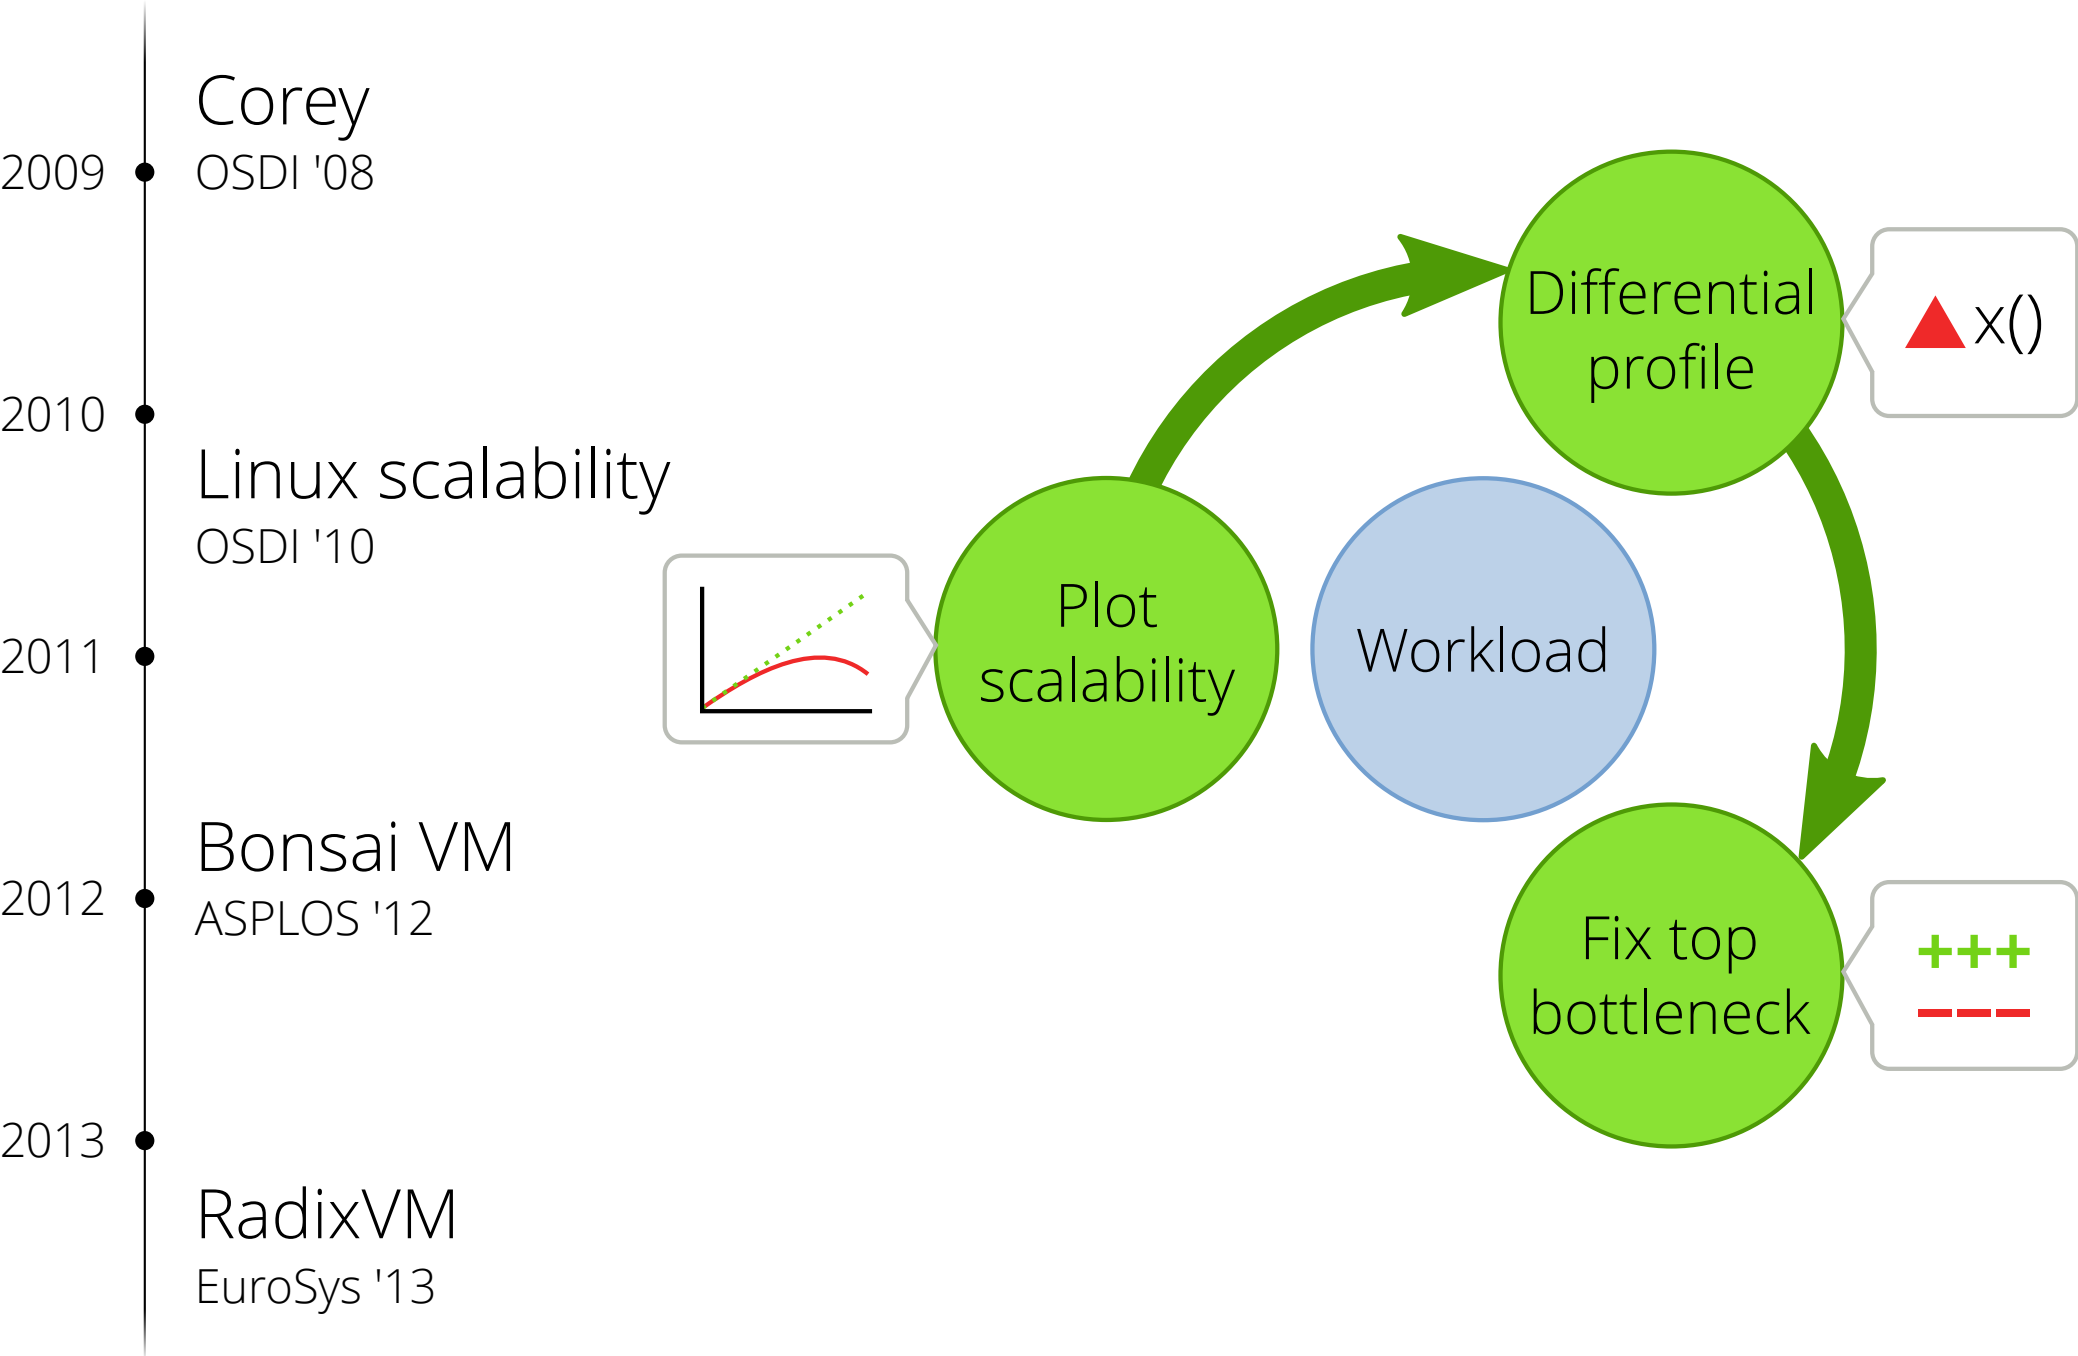 Corey
2009
OSDI '08
2010
Linux scalability
OSDI '10
2011
Bonsai VM
2012
ASPLOS '12
2013
RadixVM
EuroSys '13
Plot
scalability
Differential
profile
x()
Workload
Fix top
bottleneck
+++
---